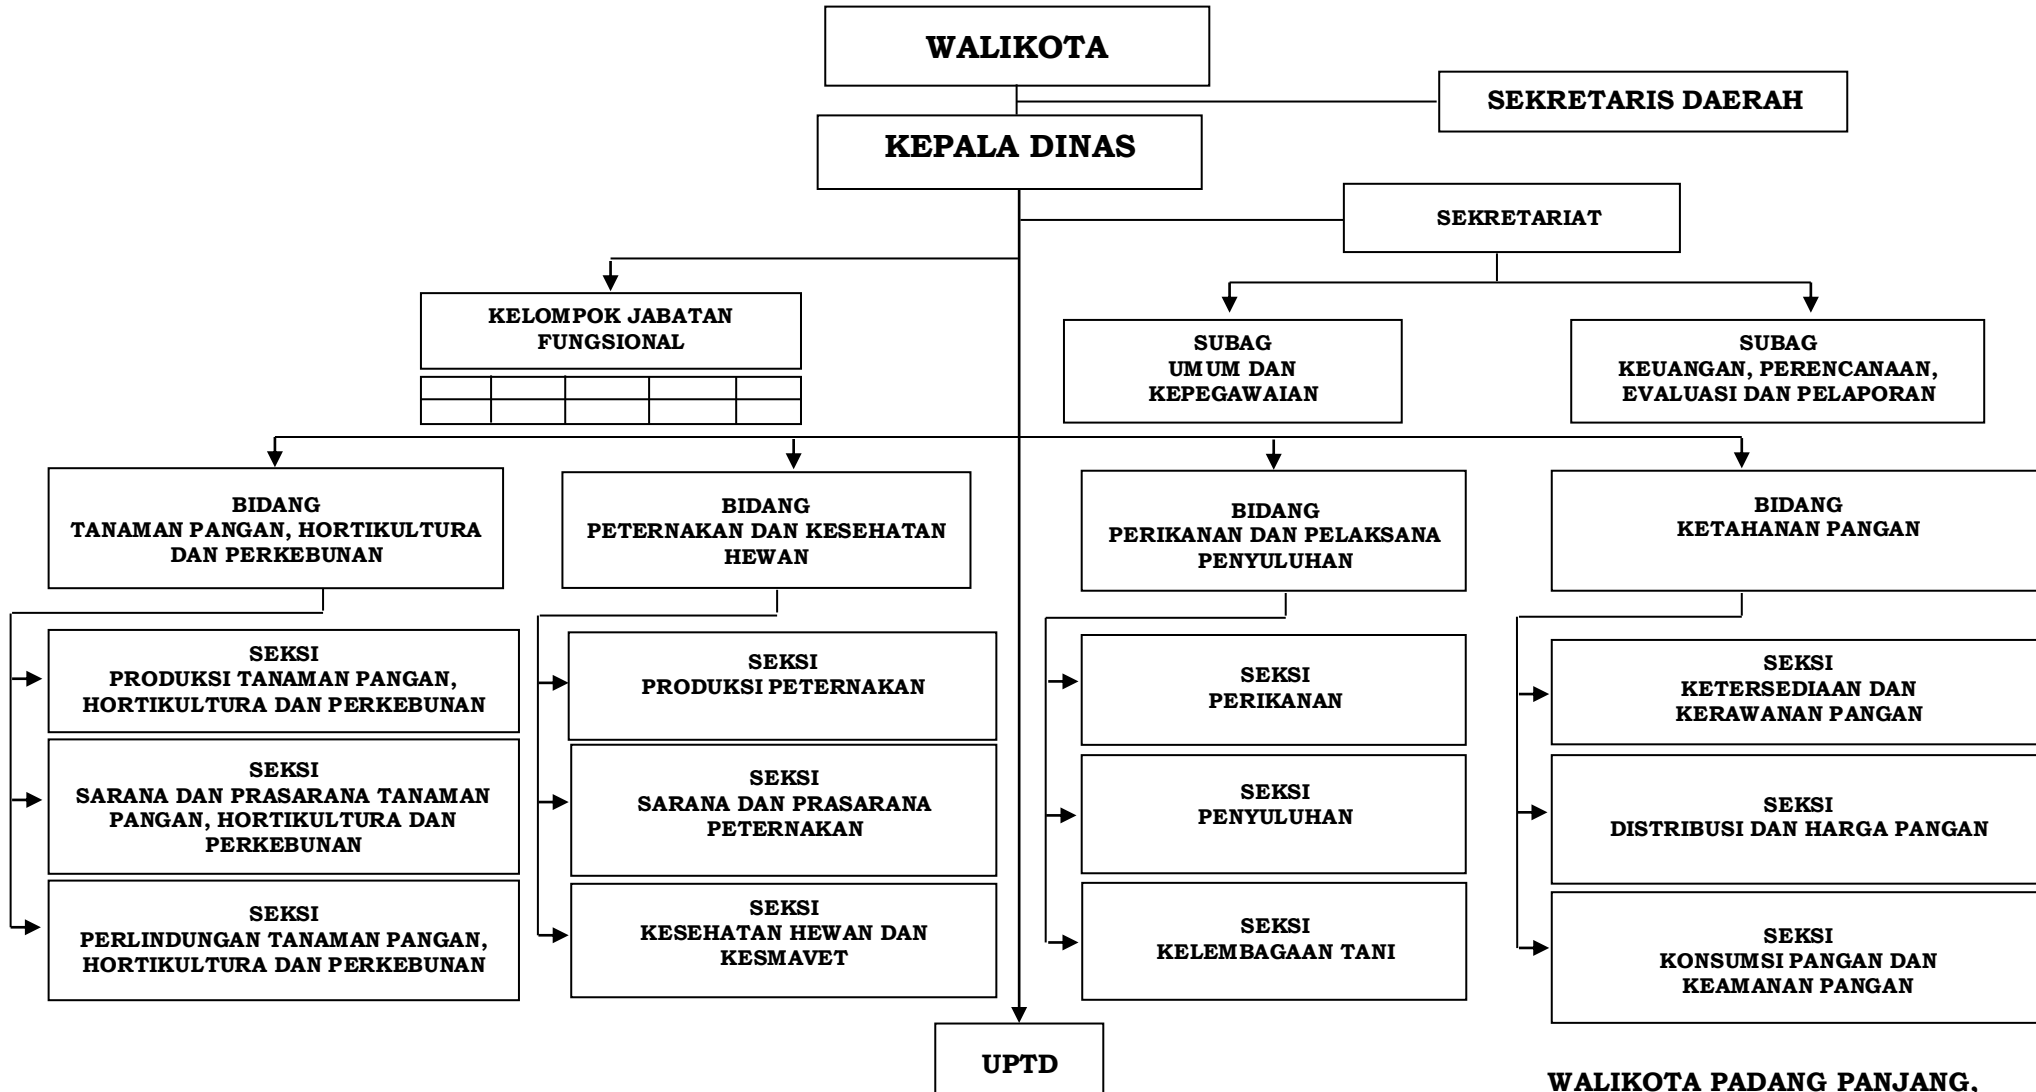 WALIKOTA
SEKRETARIS DAERAH
KEPALA DINAS
SEKRETARIAT
KELOMPOK JABATAN
FUNGSIONAL
SUBAG
UMUM DAN
KEPEGAWAIAN
SUBAG
KEUANGAN, PERENCANAAN,
EVALUASI DAN PELAPORAN
BIDANG
TANAMAN PANGAN, HORTIKULTURA
DAN PERKEBUNAN
BIDANG
PETERNAKAN DAN KESEHATAN
HEWAN
BIDANG
PERIKANAN DAN PELAKSANA
PENYULUHAN
BIDANG
KETAHANAN PANGAN
SEKSI
PRODUKSI TANAMAN PANGAN,
HORTIKULTURA DAN PERKEBUNAN
SEKSI
PRODUKSI PETERNAKAN
SEKSI
PERIKANAN
SEKSI
KETERSEDIAAN DAN
KERAWANAN PANGAN
SEKSI
SARANA DAN PRASARANA TANAMAN
PANGAN, HORTIKULTURA DAN
PERKEBUNAN
SEKSI
SARANA DAN PRASARANA
PETERNAKAN
SEKSI
PENYULUHAN
SEKSI
DISTRIBUSI DAN HARGA PANGAN
SEKSI
PERLINDUNGAN TANAMAN PANGAN,
HORTIKULTURA DAN PERKEBUNAN
SEKSI
KESEHATAN HEWAN DAN
KESMAVET
SEKSI
KELEMBAGAAN TANI
SEKSI
KONSUMSI PANGAN DAN
KEAMANAN PANGAN
UPTD
WALIKOTA PADANG PANJANG,